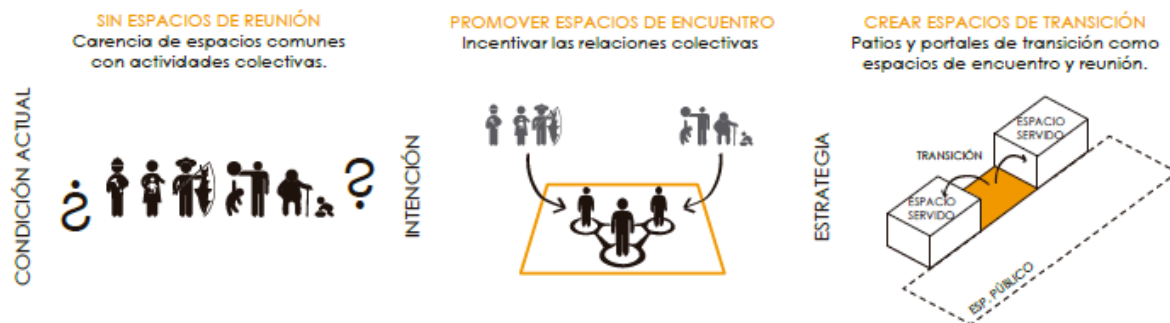 SIN ESPACIOS DE REUNIÓN
Carencia de espacios comunes
con actividades colectivas.
CONDICIÓN ACTUAL
¿ ?
PROMOVER ESPACIOS DE ENCUENTRO
Incentivar las relaciones colectivas
INTENCIÓN
CREAR ESPACIOS DE TRANSICIÓN
Patios y portales de transición como
espacios de encuentro y reunión.
ESTRATEGIA
ESPACIO
SERVIDO
TRANSICIÓN
ESPACIO
SERVIDO
ESP. PÚBLICO